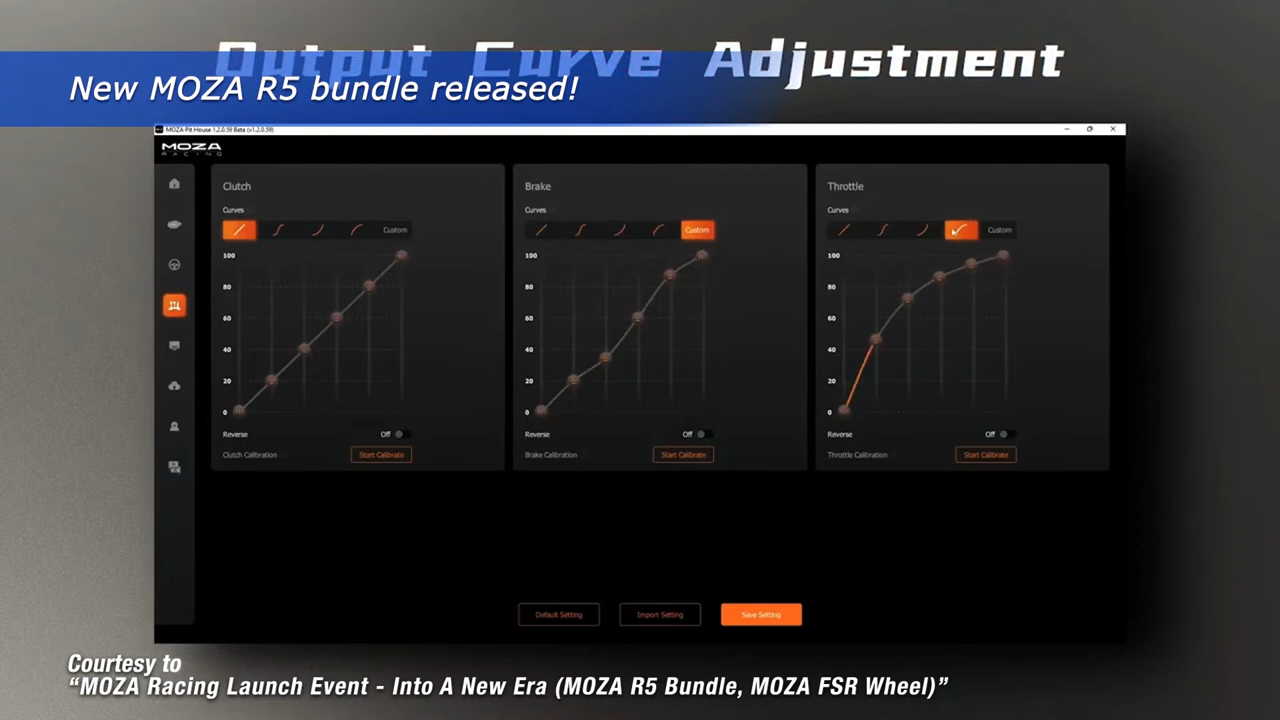 Output Curve Adjustment
New MOZA R5 bundle released!
MOZA Pit House 1.2.0.59 Beta (v1.2.0.59)
MOZA
RACING
Clutch
Curves
Custom
100
80
60
40
20
0
Reverse
Off
Clutch Calibration
Start Calibrate
Brake
Curves
Custom
100
80
60
40
20
0
Reverse
Off
Brake Calibration
Start Calibrate
Throttle
Curves
Custom
100
80
60
40
20
0
Reverse
Off
Throttle Calibration
Start Calibrate
Default Setting
Import Setting
Save Setting
Courtesy to
“MOZA Racing Launch Event - Into A New Era (MOZA R5 Bundle, MOZA FSR Wheel)”